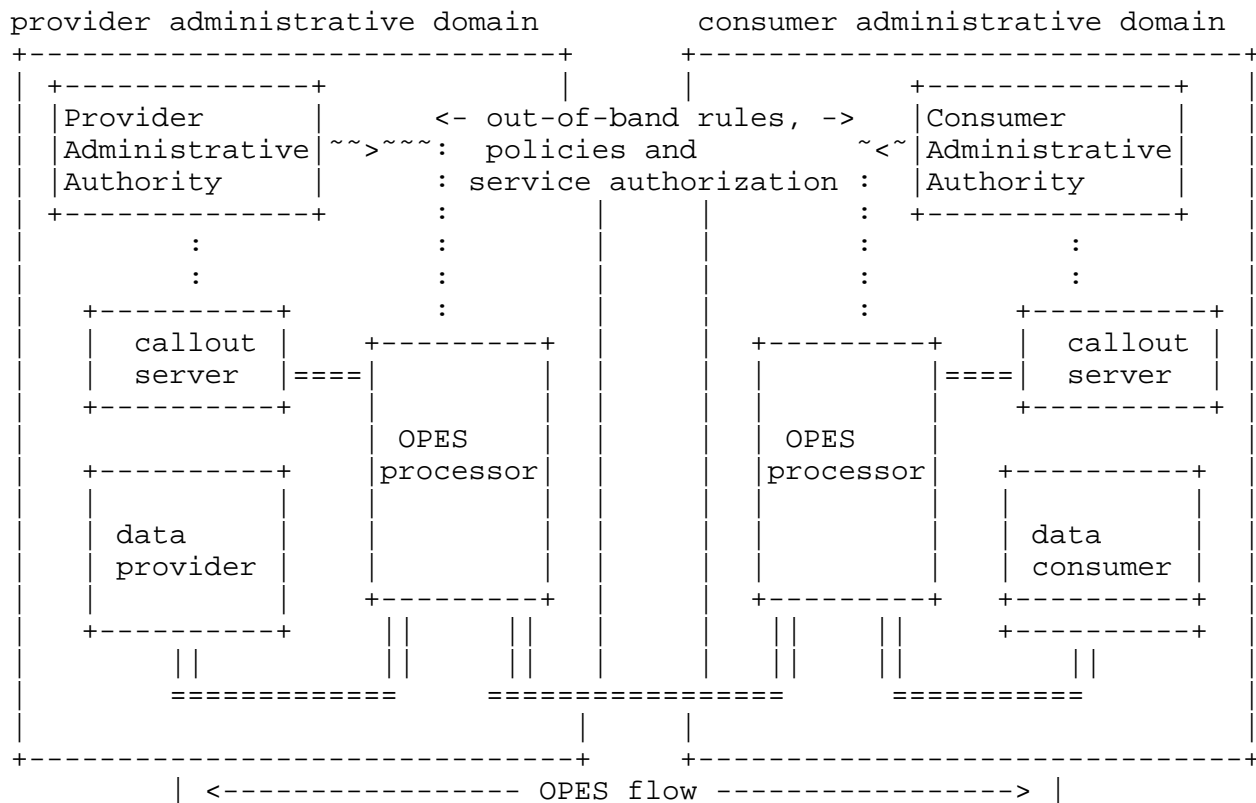 provider administrative domain
consumer administrative domain
Provider
Administrative
Authority
<- out-of-band rules, ->
policies and
service authorization
Consumer
Administrative
Authority
callout
server
OPES
processor
data
provider
OPES
processor
callout
server
data
consumer
<----------------- OPES flow ----------------->